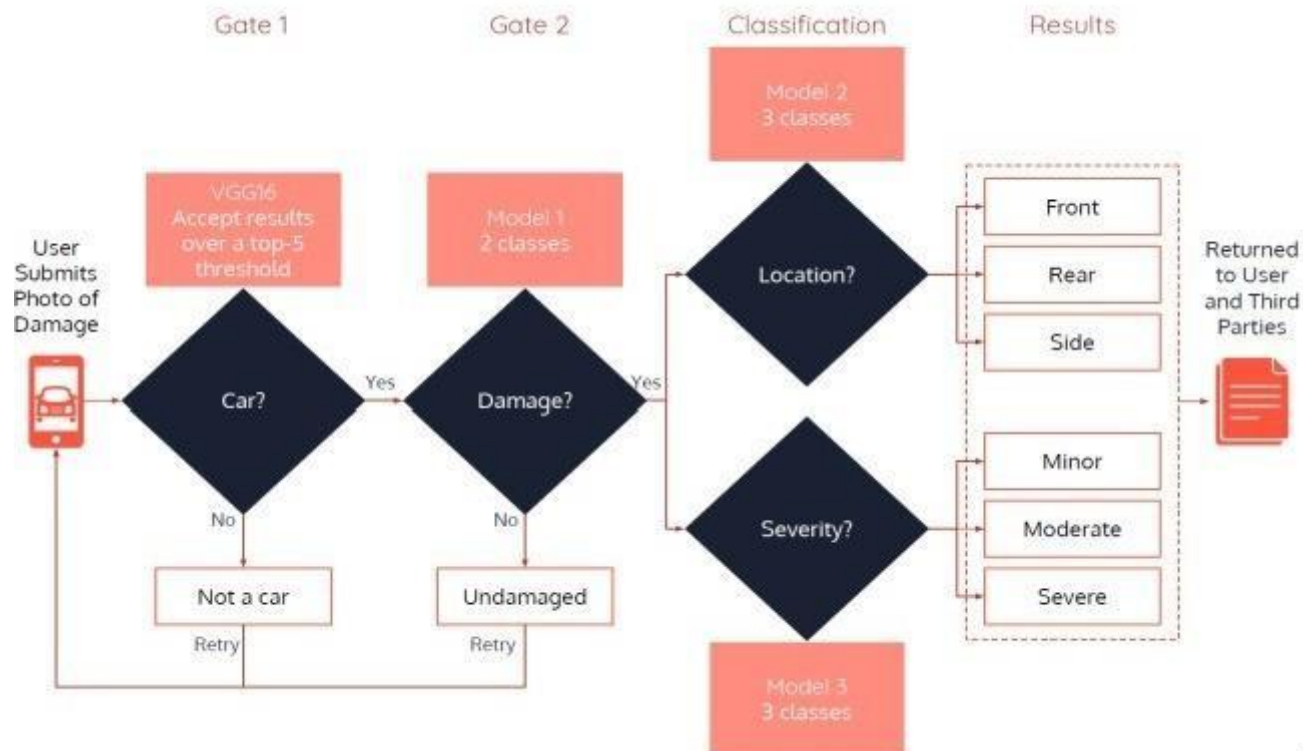 Gate 1
Gate 2
Classification
Results
Model 2
3 classes
VGG16
Accept results
over a top-5
threshold
Model 1
2 classes
User
Submits
Photo of
Damage
Car?
Yes
Damage?
Yes
Location?
Front
Rear
Side
Returned
to User
and Third
Parties
No
Not a car
Retry
No
Undamaged
Retry
Severity?
Minor
Moderate
Severe
Model 3
3 classes